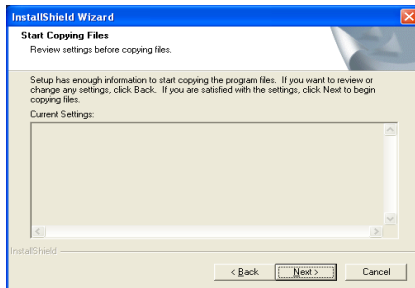 InstallShield Wizard
Start Copying Files
Review settings before copying files.
Setup has enough information to start copying the program files. If you want to review or
change any settings, click Back. If you are satisfied with the settings, click Next to begin
copying files.
Current Settings:
InstallShield
< Back
Next >
Cancel